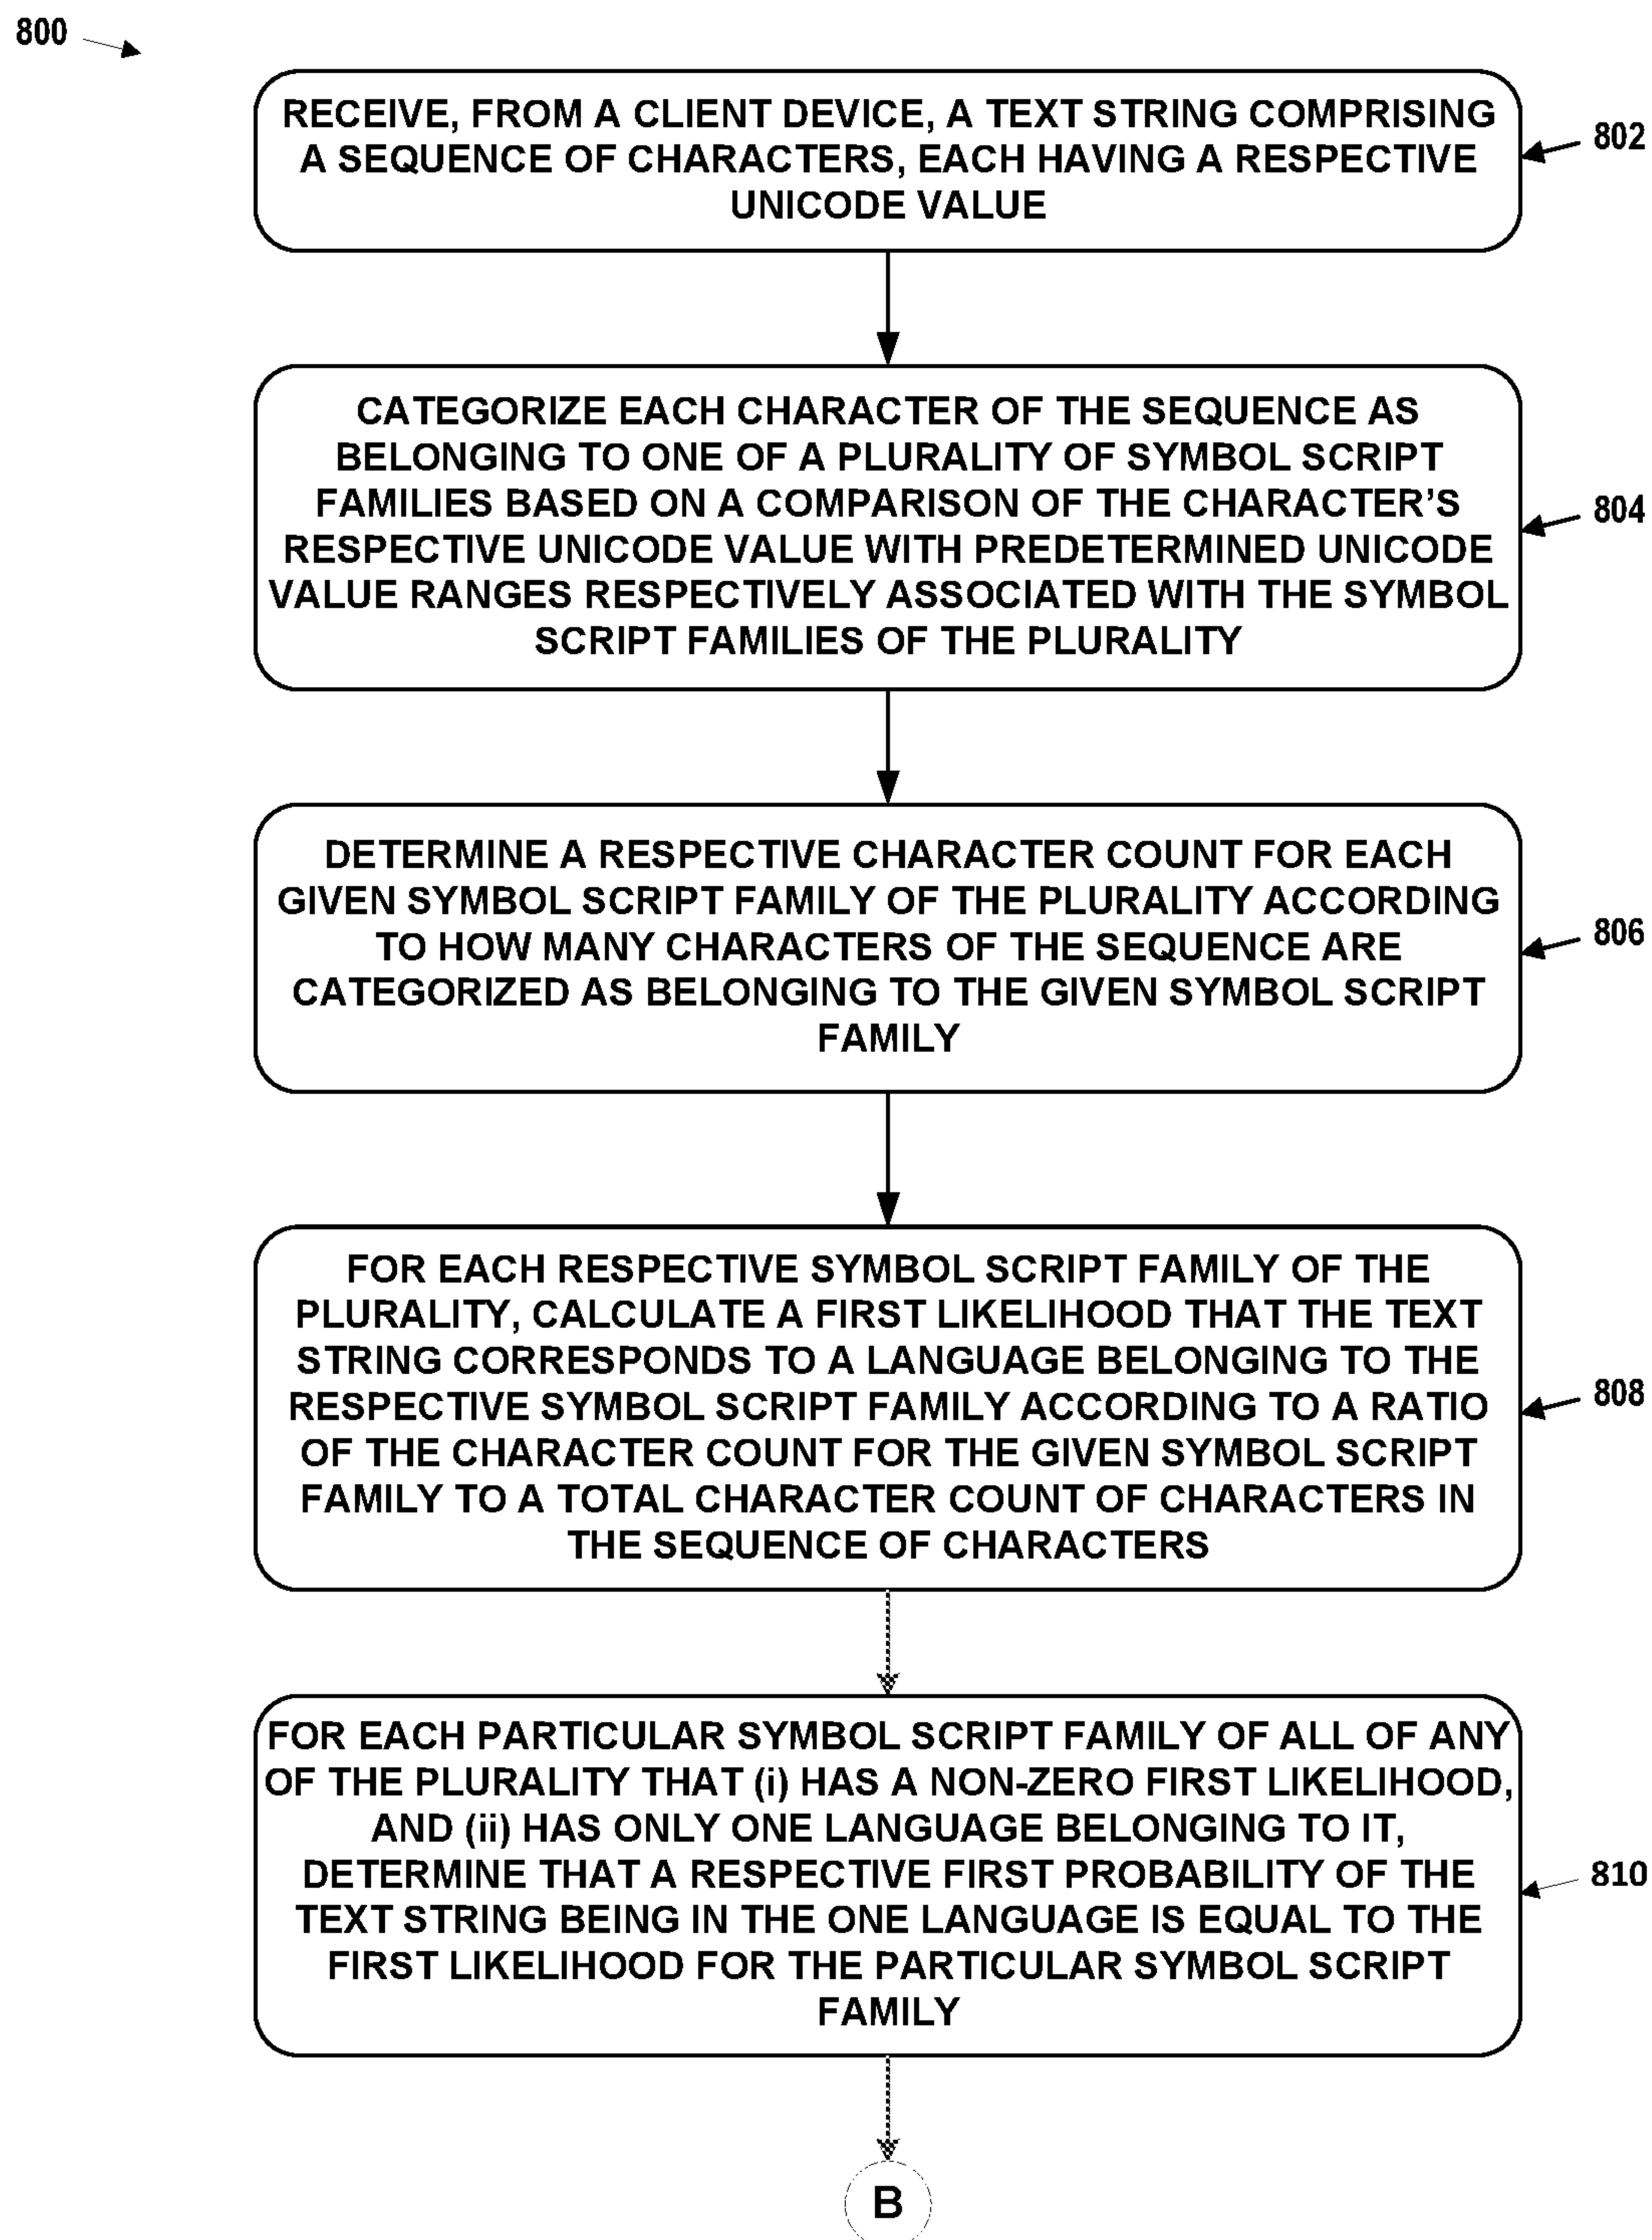 800
RECEIVE, FROM A CLIENT DEVICE, A TEXT STRING COMPRISING
A SEQUENCE OF CHARACTERS, EACH HAVING A RESPECTIVE
UNICODE VALUE
802
CATEGORIZE EACH CHARACTER OF THE SEQUENCE AS
BELONGING TO ONE OF A PLURALITY OF SYMBOL SCRIPT
FAMILIES BASED ON A COMPARISON OF THE CHARACTER’S
RESPECTIVE UNICODE VALUE WITH PREDETERMINED UNICODE
VALUE RANGES RESPECTIVELY ASSOCIATED WITH THE SYMBOL
SCRIPT FAMILIES OF THE PLURALITY
804
DETERMINE A RESPECTIVE CHARACTER COUNT FOR EACH
GIVEN SYMBOL SCRIPT FAMILY OF THE PLURALITY ACCORDING
TO HOW MANY CHARACTERS OF THE SEQUENCE ARE
CATEGORIZED AS BELONGING TO THE GIVEN SYMBOL SCRIPT
FAMILY
806
FOR EACH RESPECTIVE SYMBOL SCRIPT FAMILY OF THE
PLURALITY, CALCULATE A FIRST LIKELIHOOD THAT THE TEXT
STRING CORRESPONDS TO A LANGUAGE BELONGING TO THE
RESPECTIVE SYMBOL SCRIPT FAMILY ACCORDING TO A RATIO
OF THE CHARACTER COUNT FOR THE GIVEN SYMBOL SCRIPT
FAMILY TO A TOTAL CHARACTER COUNT OF CHARACTERS IN
THE SEQUENCE OF CHARACTERS
808
FOR EACH PARTICULAR SYMBOL SCRIPT FAMILY OF ALL OF ANY
OF THE PLURALITY THAT (i) HAS A NON-ZERO FIRST LIKELIHOOD,
AND (ii) HAS ONLY ONE LANGUAGE BELONGING TO IT,
DETERMINE THAT A RESPECTIVE FIRST PROBABILITY OF THE
TEXT STRING BEING IN THE ONE LANGUAGE IS EQUAL TO THE
FIRST LIKELIHOOD FOR THE PARTICULAR SYMBOL SCRIPT
FAMILY
810
B